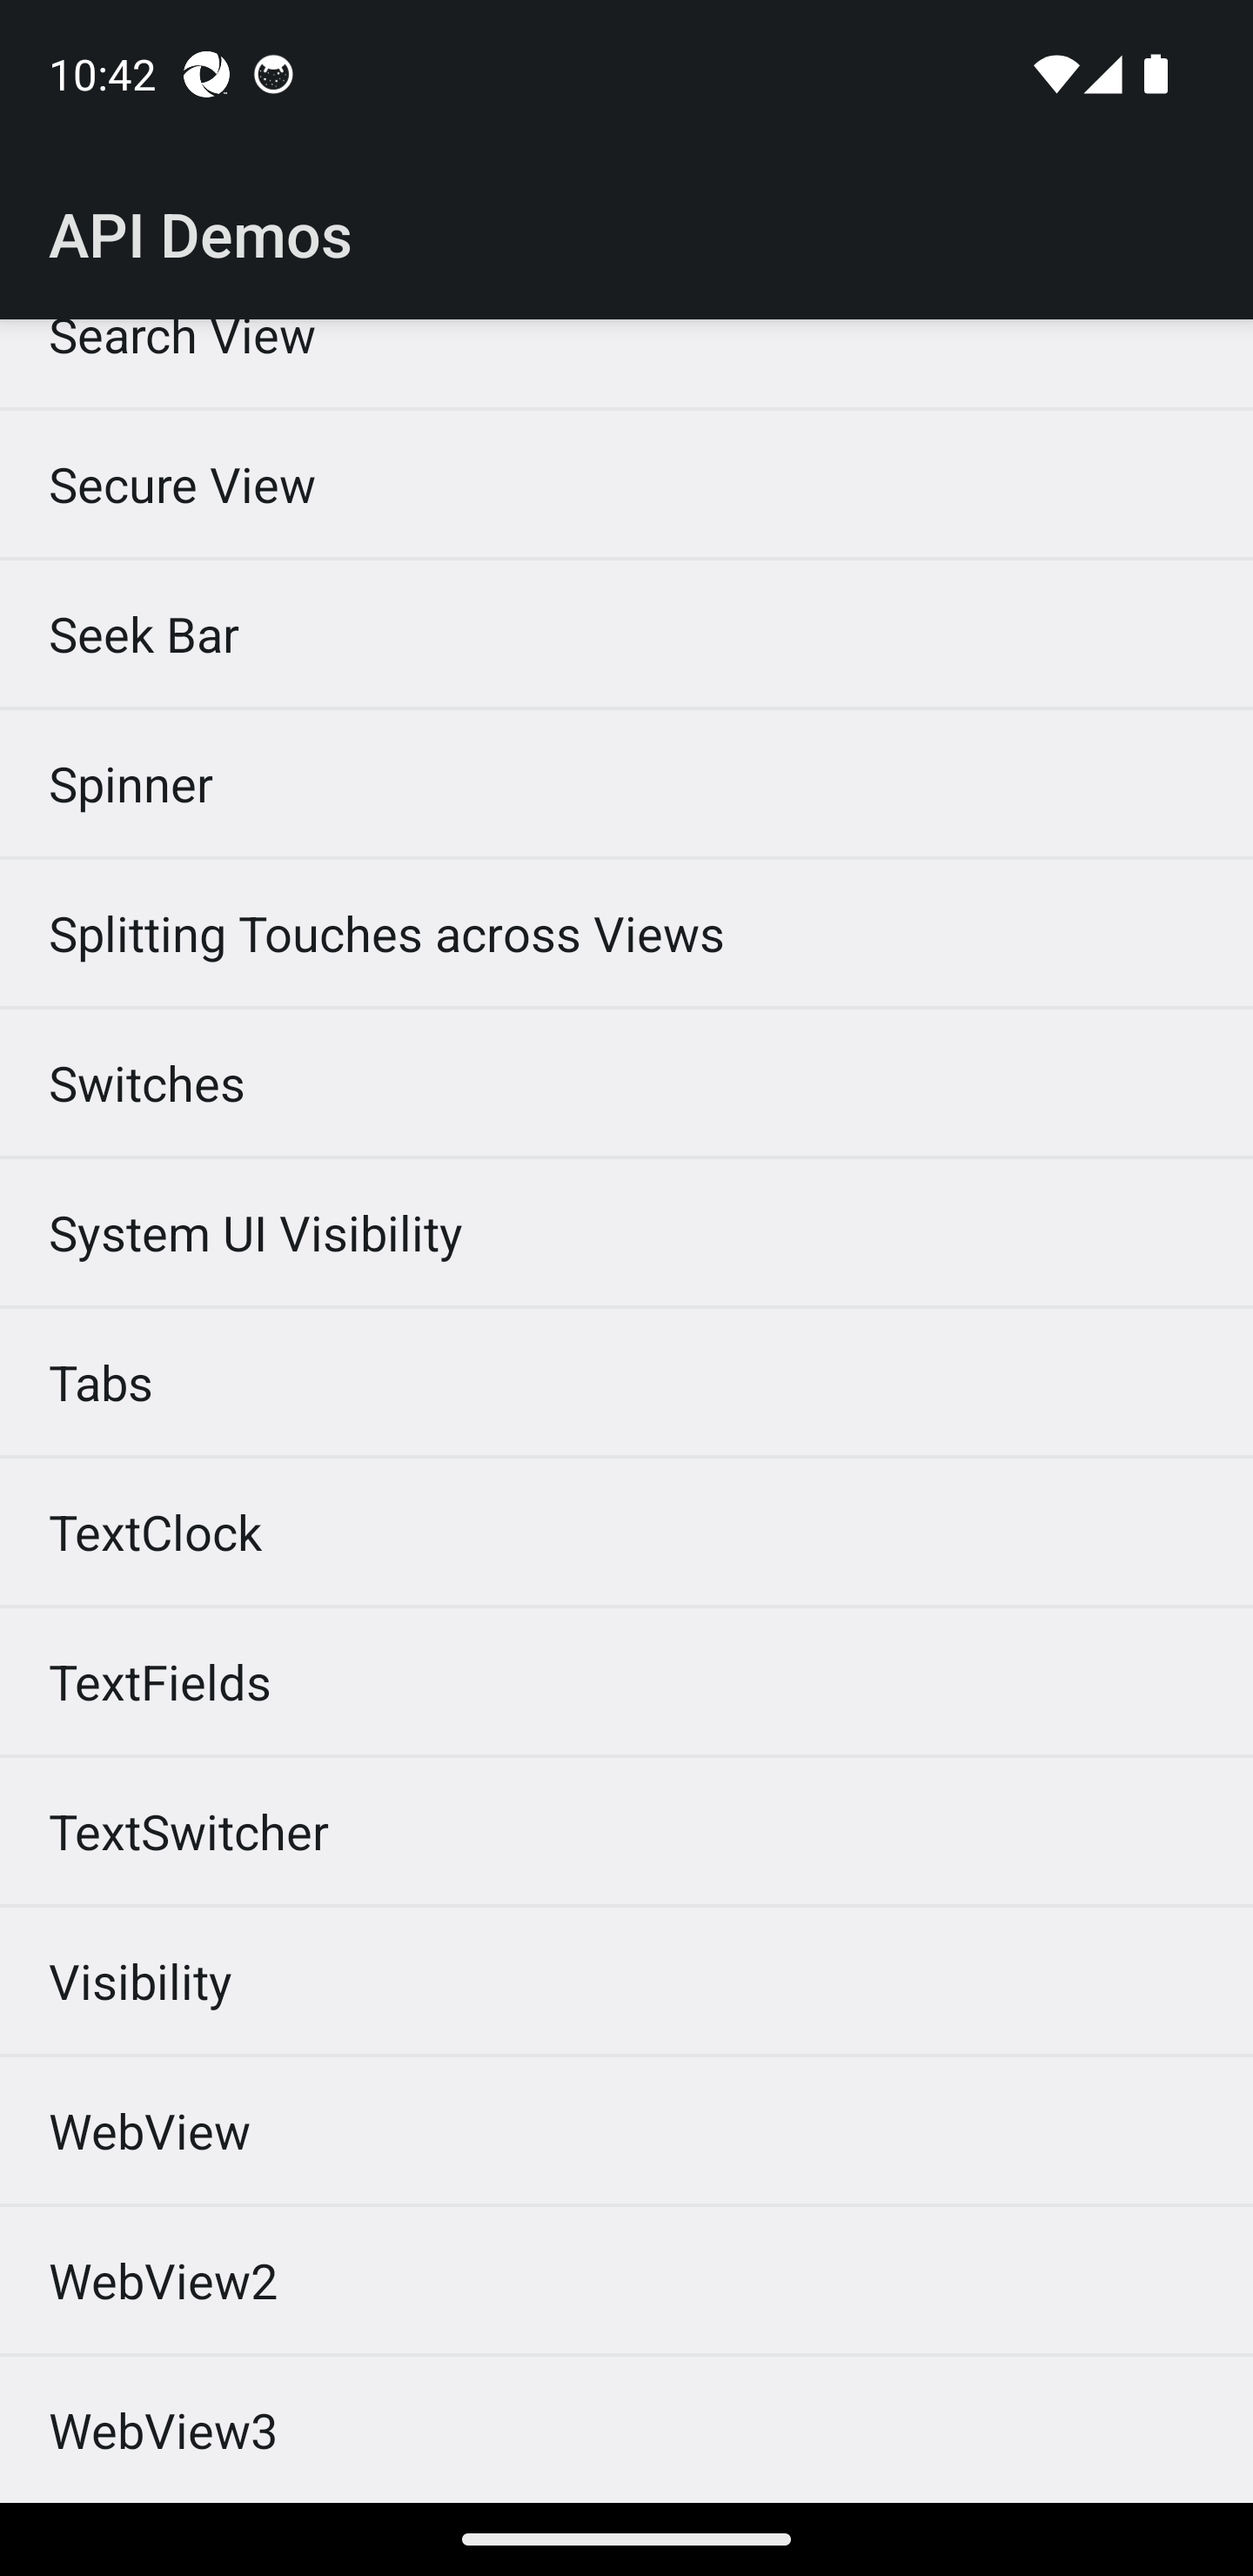 10:42
API Demos
Search View
Secure View
Seek Bar
Spinner
Splitting Touches across Views
Switches
System UI Visibility
Tabs
TextClock
TextFields
TextSwitcher
Visibility
WebView
WebView2
WebView3